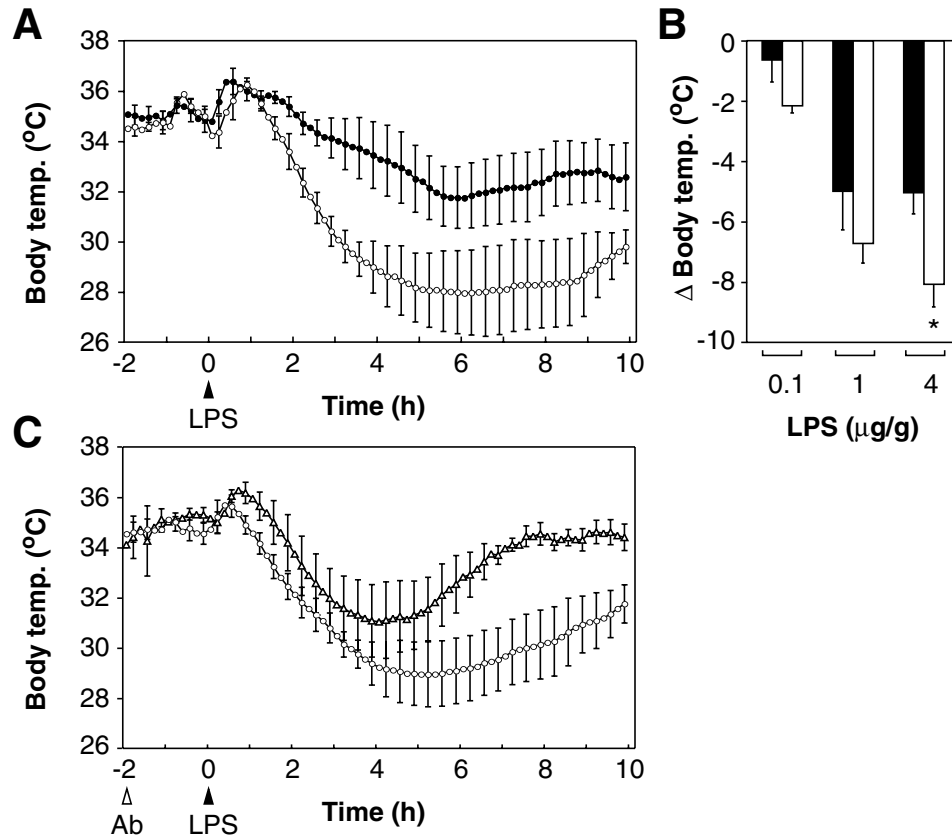 A
38
36
34
32
30
28
26
Body temp. (ºC)
-2 0 2 4 6 8 10
LPS
Time (h)
B
0
-2
-4
-6
-8
-10
Δ Body temp. (ºC)
*
0.1 1 4
LPS (μg/g)
C
38
36
34
32
30
28
26
Body temp. (ºC)
-2 0 2 4 6 8 10
Ab LPS
Time (h)